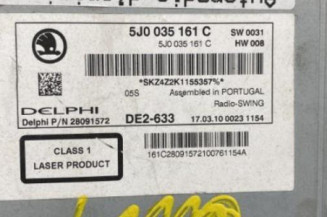 5J0 035 161 C SW 0031
5J0 035 161 C HW 008
*SKZ4Z2K1155357%*
05S Assembled in PORTUGAL
Radio-SWING
DELPHI
Delphi P/N 28091572 DE2-633 17.03.10 0023 1154
CLASS 1
LASER PRODUCT
161C28091572100761154A